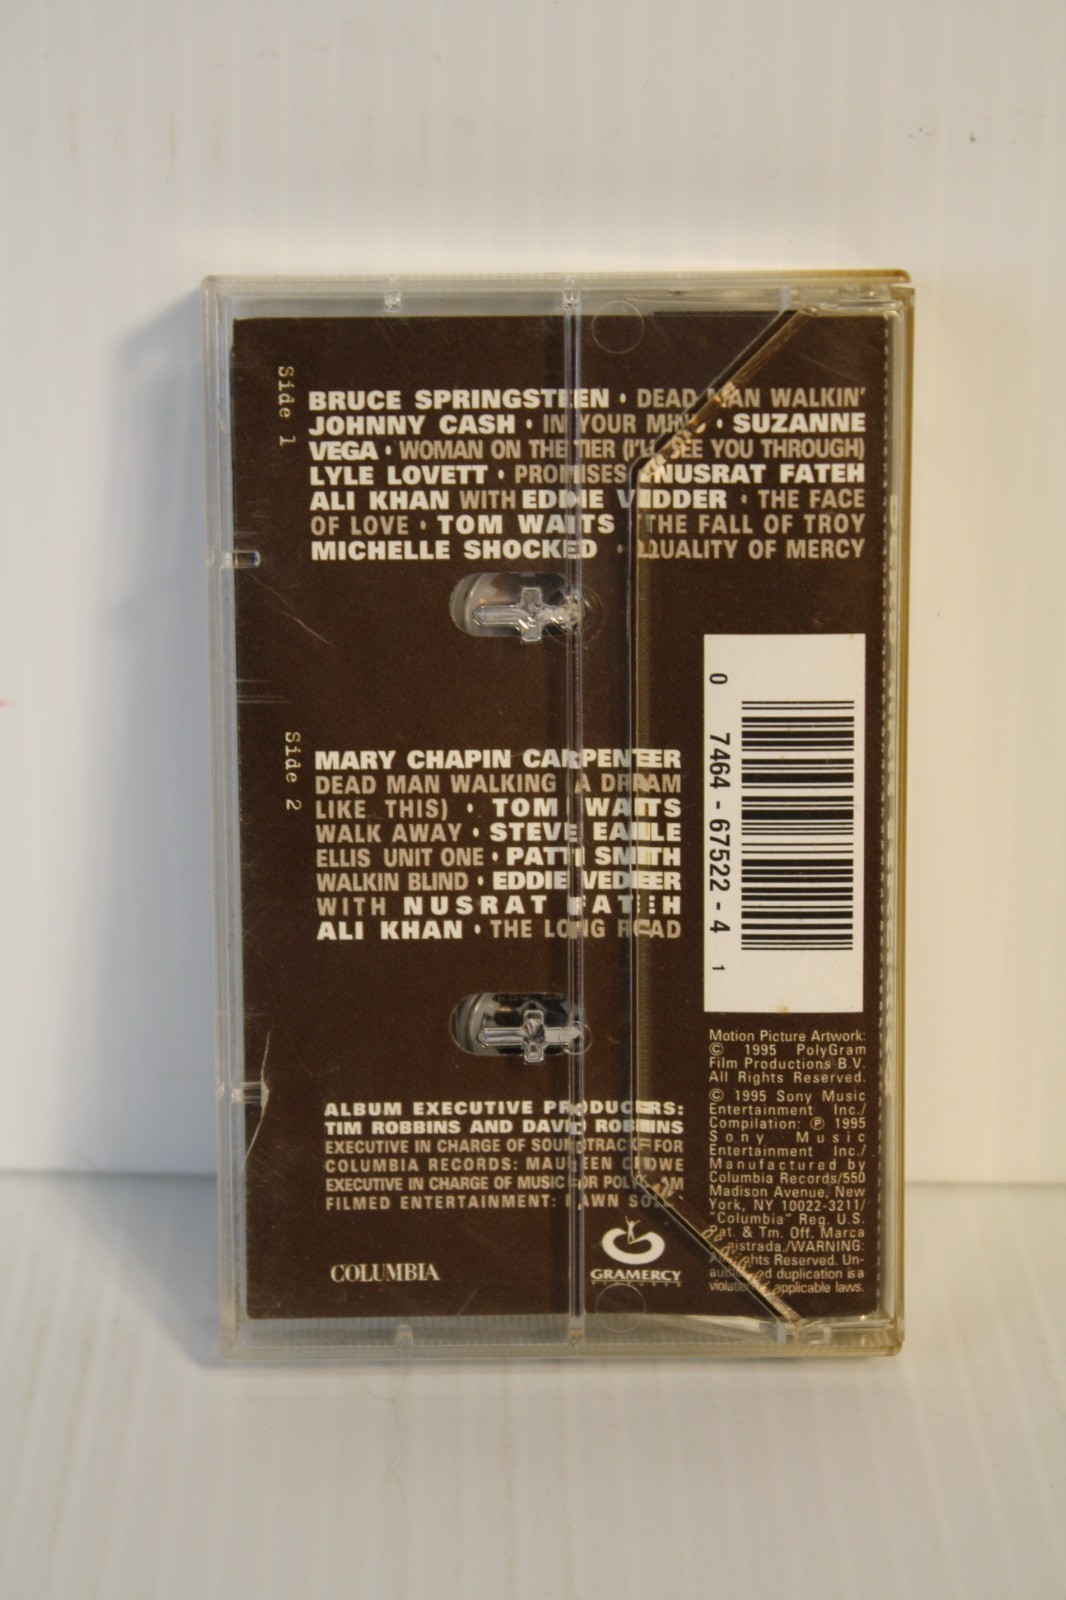 Side 1
BRUCE SPRINGSTEEN • DEAD MAN WALKIN'
JOHNNY CASH • IN YOUR MIND • SUZANNE
VEGA • WOMAN ON THE TIER (I'LL SEE YOU THROUGH)
LYLE LOVETT • PROMISES • NUSRAT FATEH
ALI KHAN WITH EDDIE VEDDER • THE FACE
OF LOVE • TOM WAITS • THE FALL OF TROY
MICHELLE SHOCKED • QUALITY OF MERCY
Side 2
MARY CHAPIN CARPENTER
DEAD MAN WALKING (A DREAM
LIKE THIS) • TOM WAITS
WALK AWAY • STEVE EARLE
ELLIS UNIT ONE • PATTI SMITH
WALKIN BLIND • EDDIE VEDDER
WITH NUSRAT FATEH
ALI KHAN • THE LONG ROAD
0 7464-67522-4 1
ALBUM EXECUTIVE PRODUCERS:
TIM ROBBINS AND DAVID ROBBINS
EXECUTIVE IN CHARGE OF SOUNDTRACKS FOR
COLUMBIA RECORDS: MAUREEN CROWE
EXECUTIVE IN CHARGE OF MUSIC FOR POLYGRAM
FILMED ENTERTAINMENT: DAWN
COLUMBIA
GRAMERCY
PICTURES
Motion Picture Artwork:
© 1995 PolyGram
Film Productions B.V.
All Rights Reserved.
© 1995 Sony Music
Entertainment Inc./
Compilation: ℗ 1995
Sony Music
Entertainment Inc./
Manufactured by
Columbia Records/550
Madison Avenue, New
York, NY 10022-3211/
"Columbia" Reg. U.S.
Pat. & Tm. Off. Marca
Registrada./WARNING:
All Rights Reserved. Un-
authorized duplication is a
violation of applicable laws.